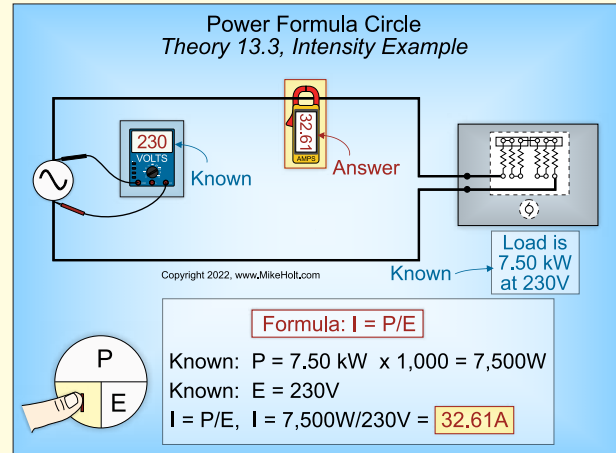 Power Formula Circle
Theory 13.3, Intensity Example
230
VOLTS
Known
32.61
AMPS
Answer
Load is
7.50 kW
at 230V
Known
Copyright 2022, www.MikeHolt.com
Formula: I = P/E
Known: P = 7.50 kW x 1,000 = 7,500W
Known: E = 230V
I = P/E, I = 7,500W/230V = 32.61A
P
I
E